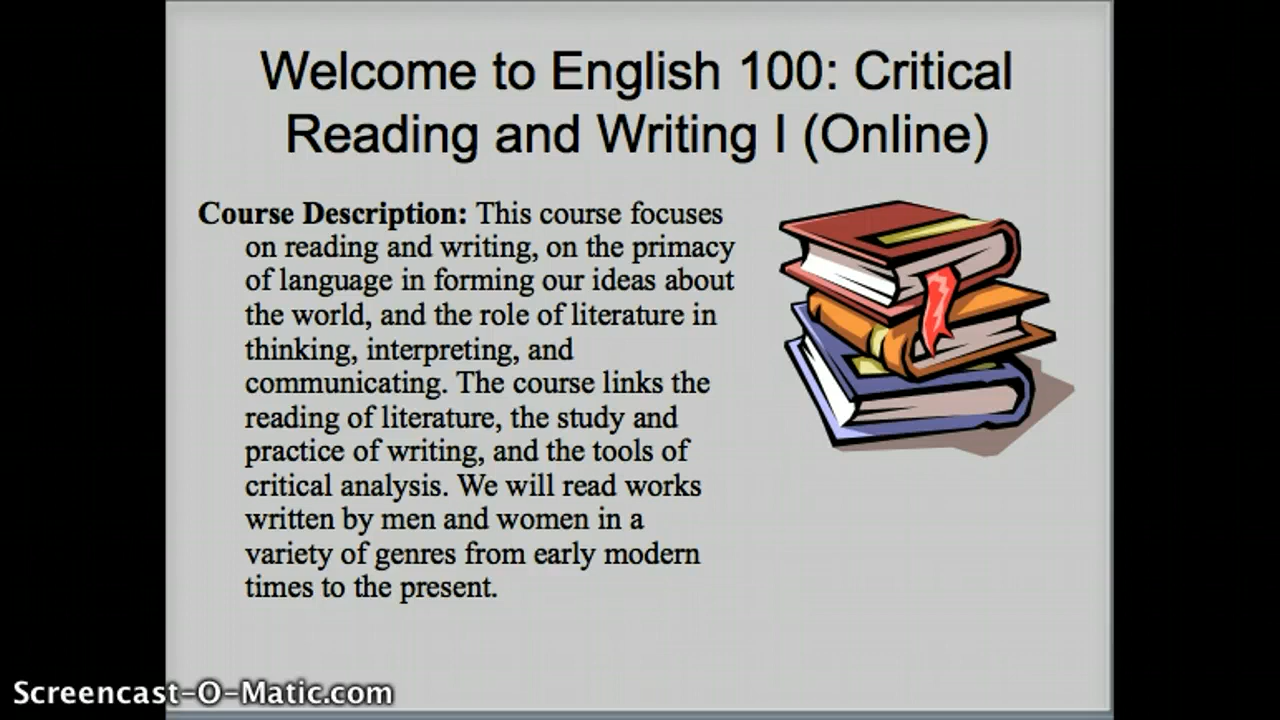 Welcome to English 100: Critical
Reading and Writing I (Online)
Course Description: This course focuses
on reading and writing, on the primacy
of language in forming our ideas about
the world, and the role of literature in
thinking, interpreting, and
communicating. The course links the
reading of literature, the study and
practice of writing, and the tools of
critical analysis. We will read works
written by men and women in a
variety of genres from early modern
times to the present.
Screencast-O-Matic.com